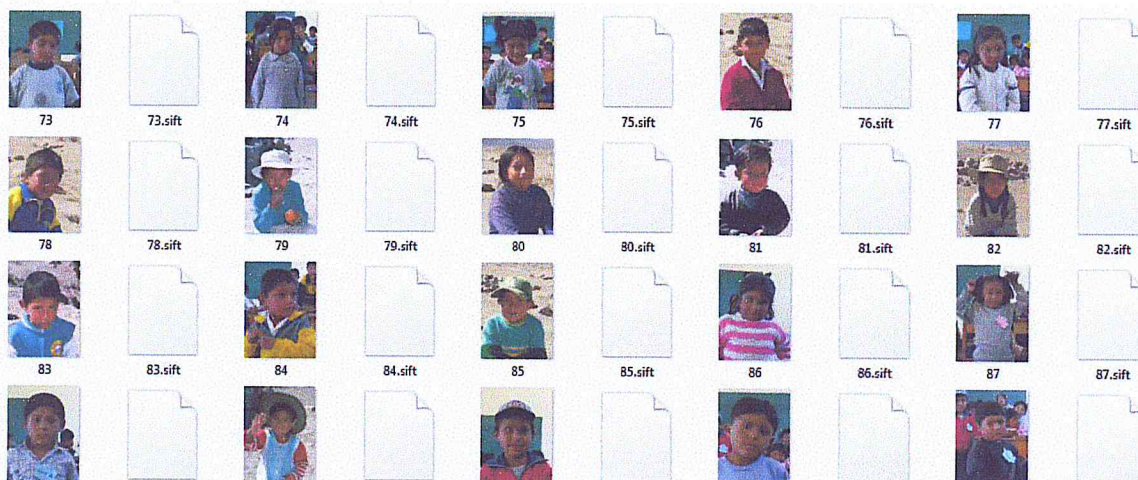 73 73.sift 74 74.sift 75 75.sift 76 76.sift 77 77.sift
78 78.sift 79 79.sift 80 80.sift 81 81.sift 82 82.sift
83 83.sift 84 84.sift 85 85.sift 86 86.sift 87 87.sift